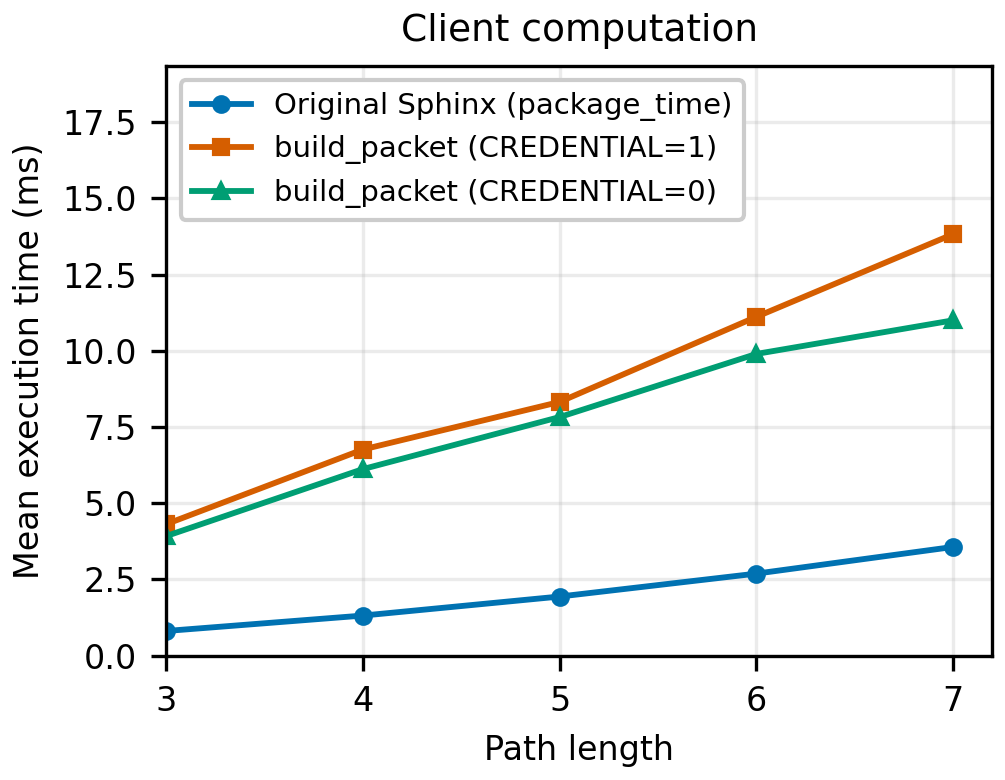 Client computation
Original Sphinx (package_time)
build_packet (CREDENTIAL=1)
build_packet (CREDENTIAL=0)
Mean execution time (ms)
17.5
15.0
12.5
10.0
7.5
5.0
2.5
0.0
3 4 5 6 7
Path length